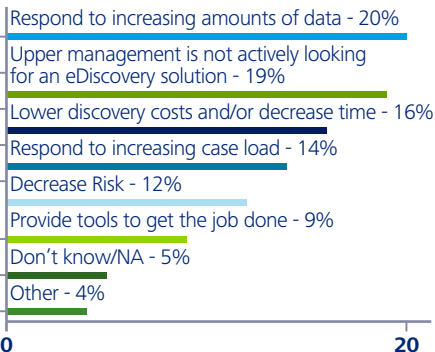 Respond to increasing amounts of data - 20%
Upper management is not actively looking
for an eDiscovery solution - 19%
Lower discovery costs and/or decrease time - 16%
Respond to increasing case load - 14%
Decrease Risk - 12%
Provide tools to get the job done - 9%
Don't know/NA - 5%
Other - 4%
0 20